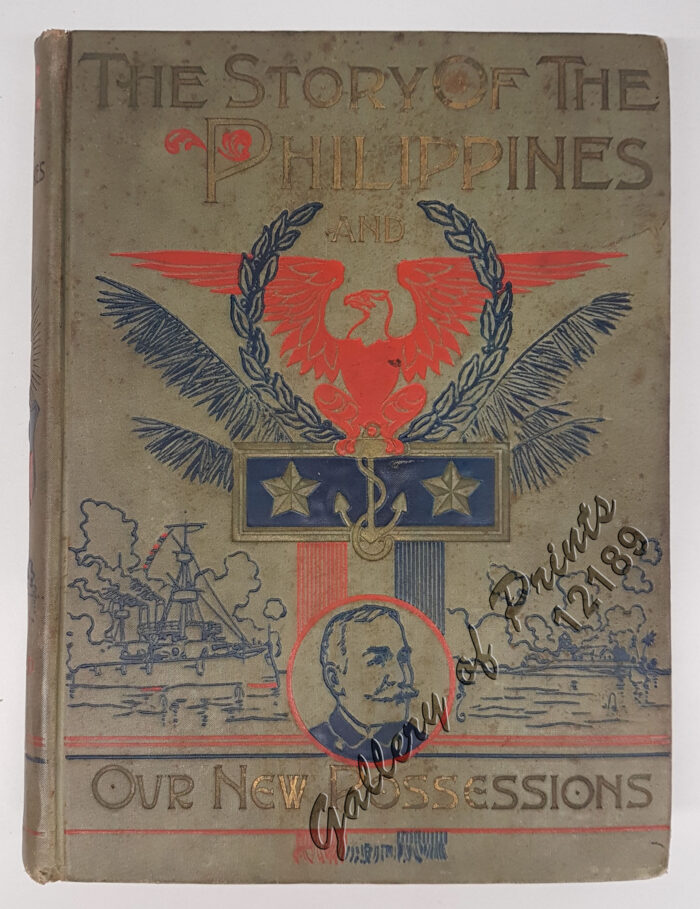 THE STORY OF THE
PHILIPPINES
AND
OUR NEW POSSESSIONS
Gallery of Prints
12189